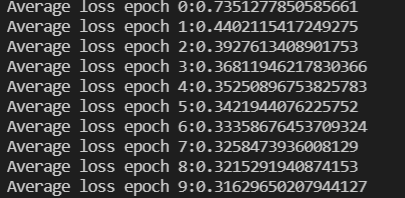 Average loss epoch 0:0.7351277850585661
Average loss epoch 1:0.4402115417249275
Average loss epoch 2:0.3927613408901753
Average loss epoch 3:0.36811946217830366
Average loss epoch 4:0.35250896753825783
Average loss epoch 5:0.3421944076225752
Average loss epoch 6:0.33358676453709324
Average loss epoch 7:0.3258473936008129
Average loss epoch 8:0.3215291940874153
Average loss epoch 9:0.31629650207944127